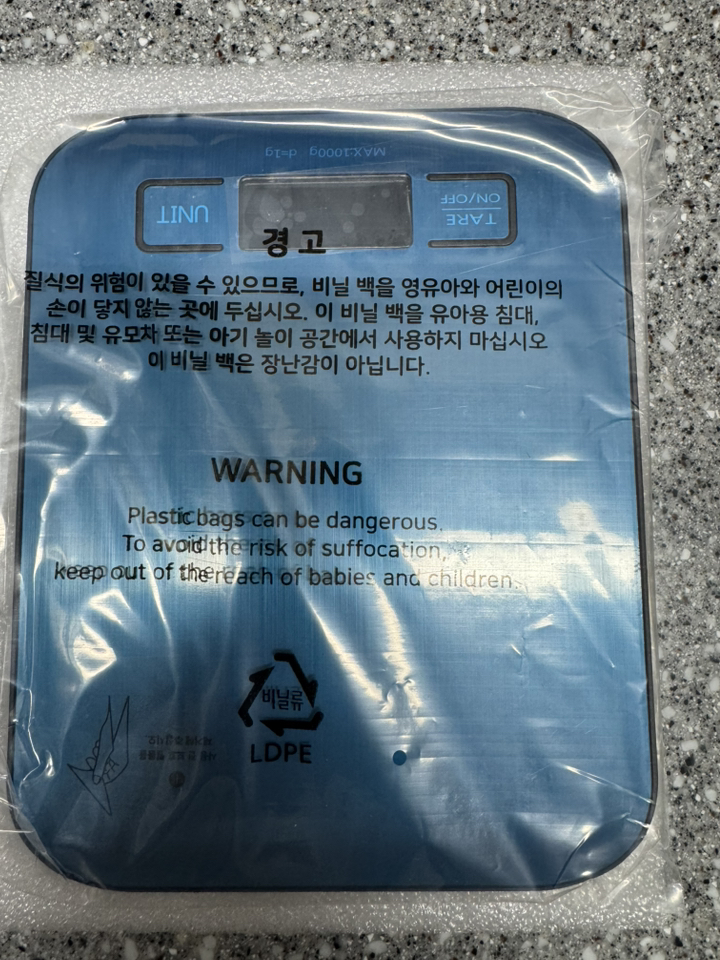 MAX:1000g d=1g
UNIT
TARE
ON/OFF
경고
질식의 위험이 있을 수 있으므로, 비닐 백을 영유아와 어린이의
손이 닿지 않는 곳에 두십시오. 이 비닐 백을 유아용 침대,
침대 및 유모차 또는 아기 놀이 공간에서 사용하지 마십시오
이 비닐 백은 장난감이 아닙니다.
WARNING
Plastic bags can be dangerous.
To avoid the risk of suffocation,
keep out of the reach of babies and children.
비닐류
LDPE